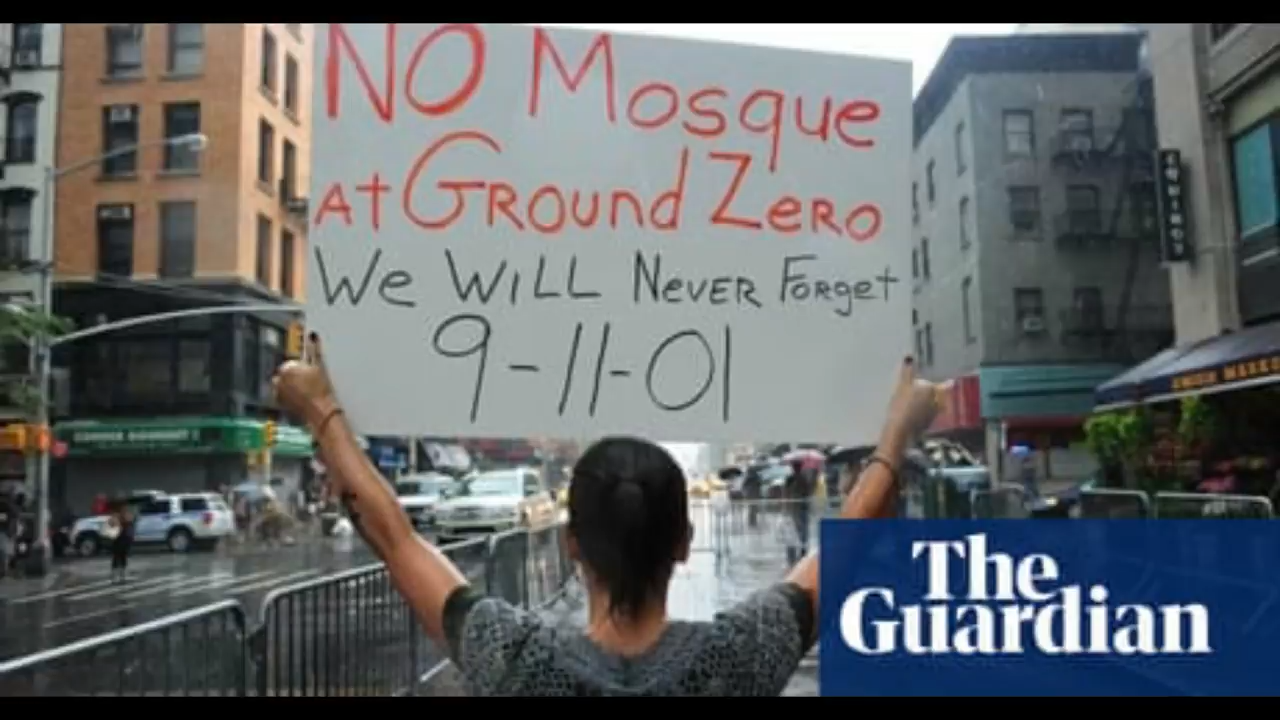 NO Mosque
At GROund ZeRO
We WiLL NeVeR FoRget
9-11-01
The
Guardian